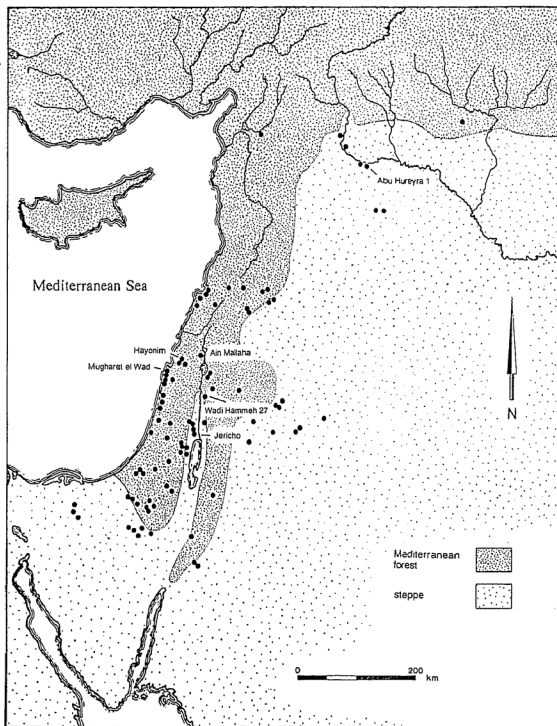 Abu Hureyra 1
Mediterranean Sea
Hayonim
Ain Mallaha
Mugharet el Wad
Wadi Hammeh 27
Jericho
N
Mediterranean
forest
steppe
0 200
km